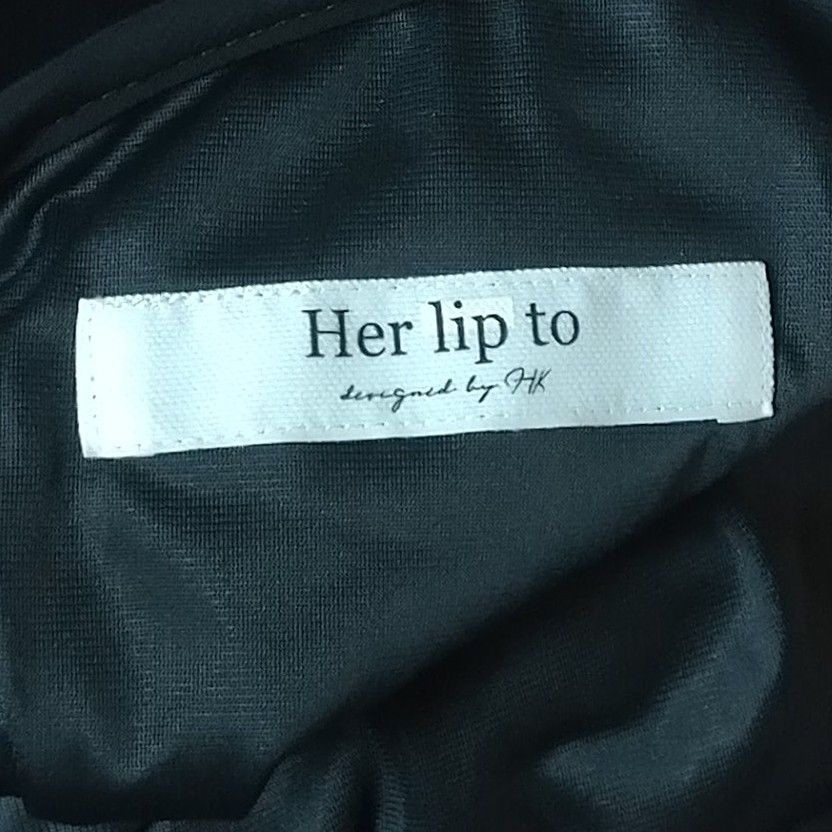 Her lip to
designed by HK